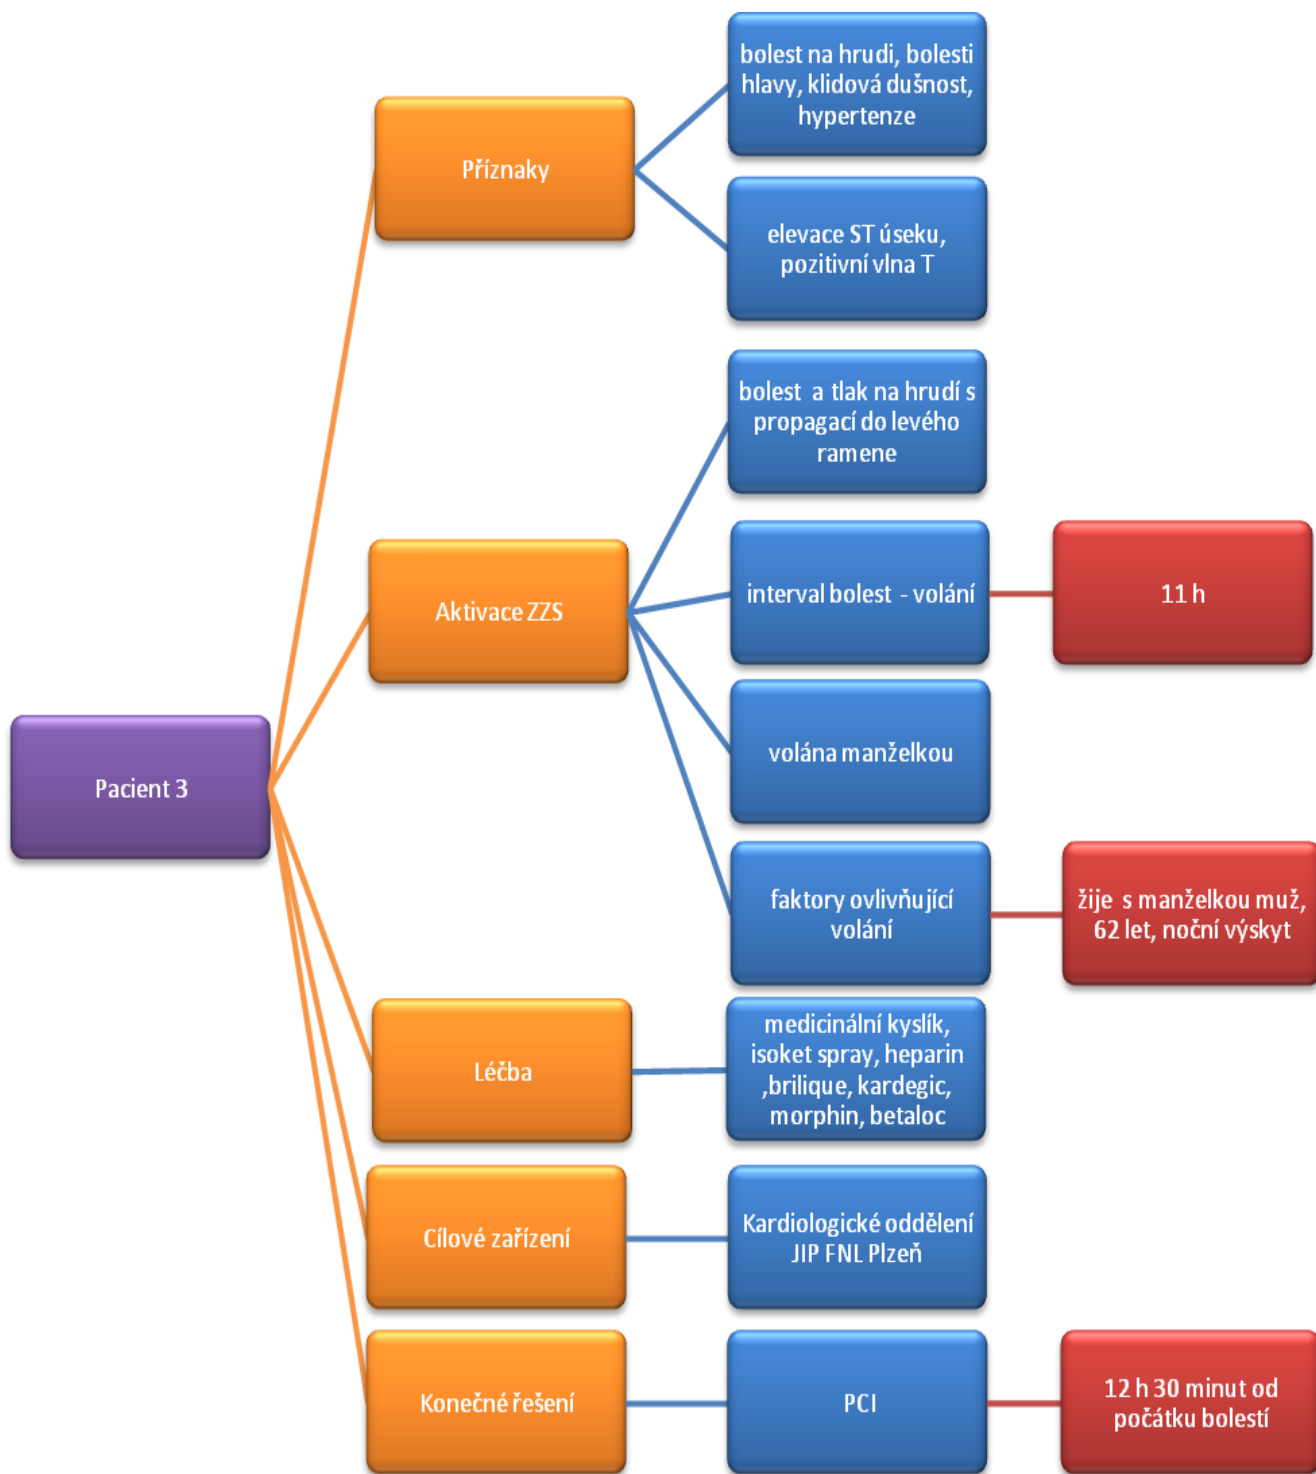 Pacient 3
Příznaky
bolest na hrudi, bolesti
hlavy, klidová dušnost,
hypertenze
elevace ST úseku,
pozitivní vlna T
Aktivace ZZS
bolest a tlak na hrudí s
propagací do levého
ramene
interval bolest - volání
11 h
volána manželkou
faktory ovlivňující
volání
žije s manželkou muž,
62 let, noční výskyt
Léčba
medicinální kyslík,
isoket spray, heparin
,brilique, kardegic,
morphin, betaloc
Cílové zařízení
Kardiologické oddělení
JIP FNL Plzeň
Konečné řešení
PCI
12 h 30 minut od
počátku bolestí